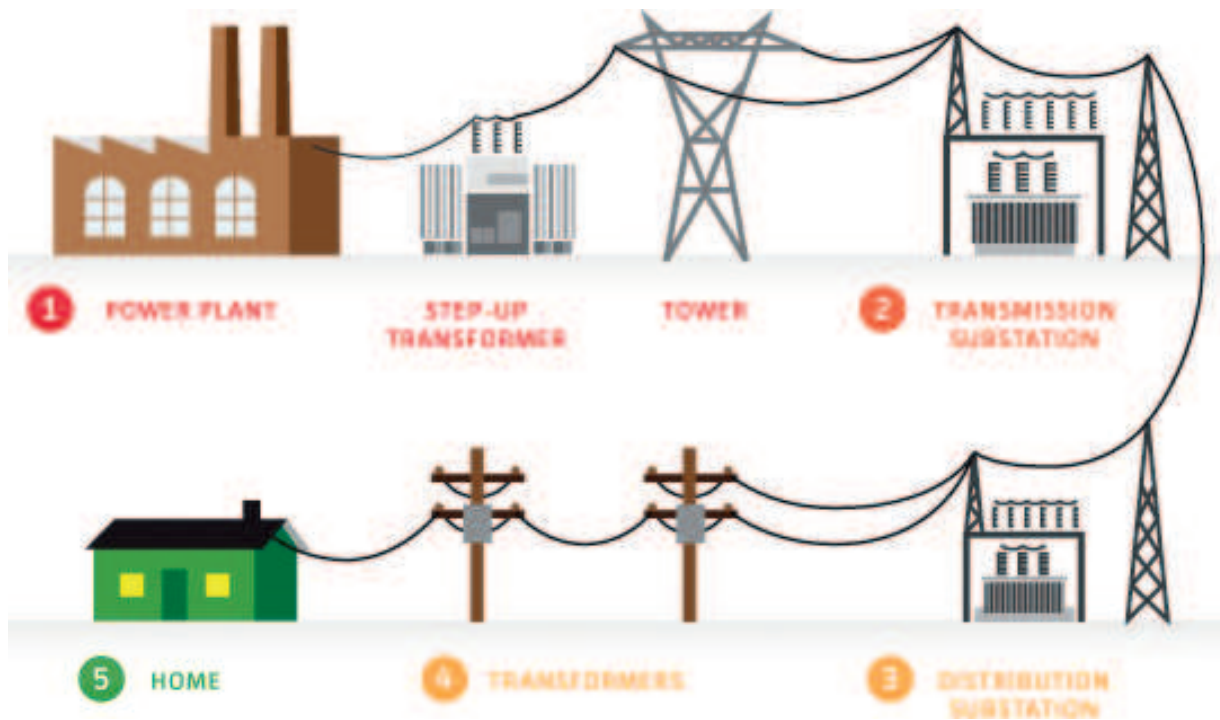 1 POWER PLANT
STEP-UP
TRANSFORMER
TOWER
2 TRANSMISSION
SUBSTATION
5 HOME
4 TRANSFORMERS
3 DISTRIBUTION
SUBSTATION